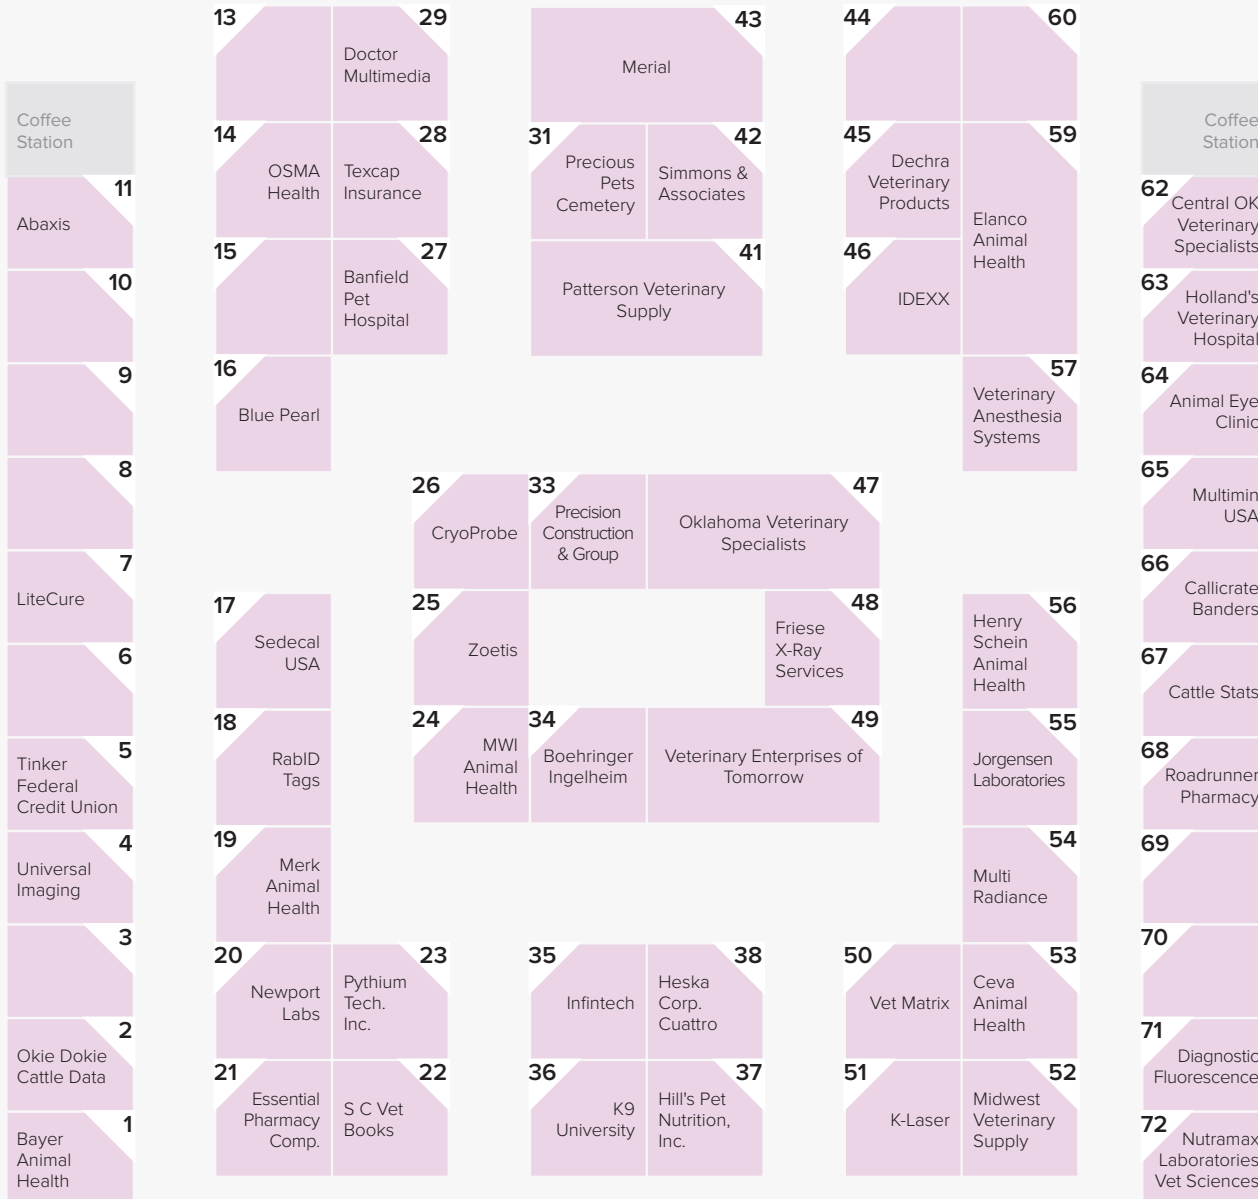 Coffee
Station
11
Abaxis
10
9
8
7
LiteCure
6
5
Tinker
Federal
Credit Union
4
Universal
Imaging
3
2
Okie Dokie
Cattle Data
1
Bayer
Animal
Health
13
29
Doctor
Multimedia
14
OSMA
Health
28
Texcap
Insurance
15
27
Banfield
Pet
Hospital
16
Blue Pearl
17
Sedecal
USA
18
RabID
Tags
19
Merk
Animal
Health
20
Newport
Labs
23
Pythium
Tech.
Inc.
21
Essential
Pharmacy
Comp.
22
S C Vet
Books
43
Merial
31
Precious
Pets
Cemetery
42
Simmons &
Associates
41
Patterson Veterinary
Supply
26
CryoProbe
33
Precision
Construction
& Group
47
Oklahoma Veterinary
Specialists
25
Zoetis
48
Friese
X-Ray
Services
24
MWI
Animal
Health
34
Boehringer
Ingelheim
49
Veterinary Enterprises of
Tomorrow
35
Infintech
38
Heska
Corp.
Cuattro
36
K9
University
37
Hill's Pet
Nutrition,
Inc.
44
60
45
Dechra
Veterinary
Products
59
Elanco
Animal
Health
46
IDEXX
57
Veterinary
Anesthesia
Systems
56
Henry
Schein
Animal
Health
55
Jorgensen
Laboratories
54
Multi
Radiance
50
Vet Matrix
53
Ceva
Animal
Health
51
K-Laser
52
Midwest
Veterinary
Supply
Coffee
Station
62
Central OK
Veterinary
Specialists
63
Holland's
Veterinary
Hospital
64
Animal Eye
Clinic
65
Multimin
USA
66
Callicrate
Banders
67
Cattle Stats
68
Roadrunner
Pharmacy
69
70
71
Diagnostic
Fluorescence
72
Nutramax
Laboratories
Vet Sciences